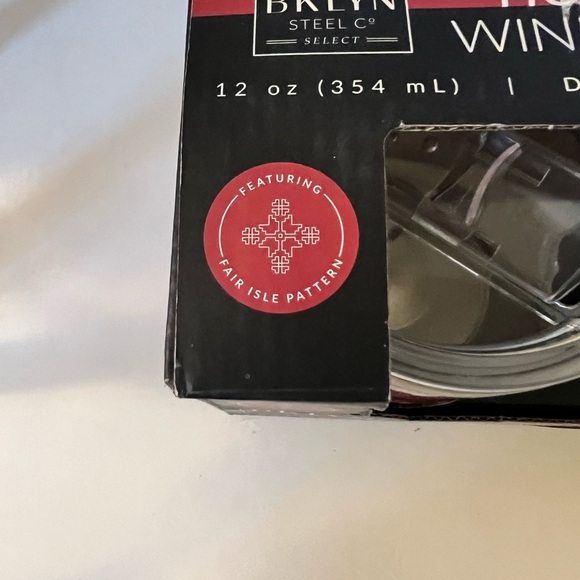 BKLYN
STEEL Cº
SELECT
WIN
12 oz (354 mL) | D
FEATURING
FAIR ISLE PATTERN